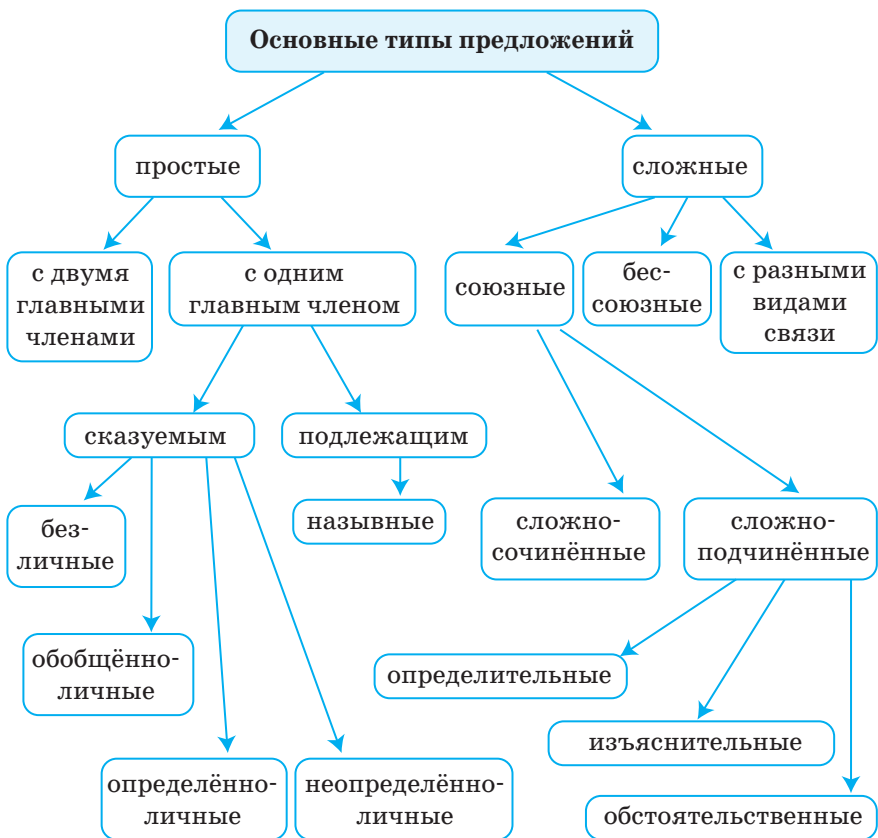 Основные типы предложений
простые
сложные
с двумя
главными
членами
с одним
главным членом
союзные
бес-
союзные
с разными
видами
связи
сказуемым
подлежащим
без-
личные
назывные
сложно-
сочинённые
сложно-
подчинённые
обобщённо-
личные
определительные
изъяснительные
определённо-
личные
неопределённо-
личные
обстоятельственные